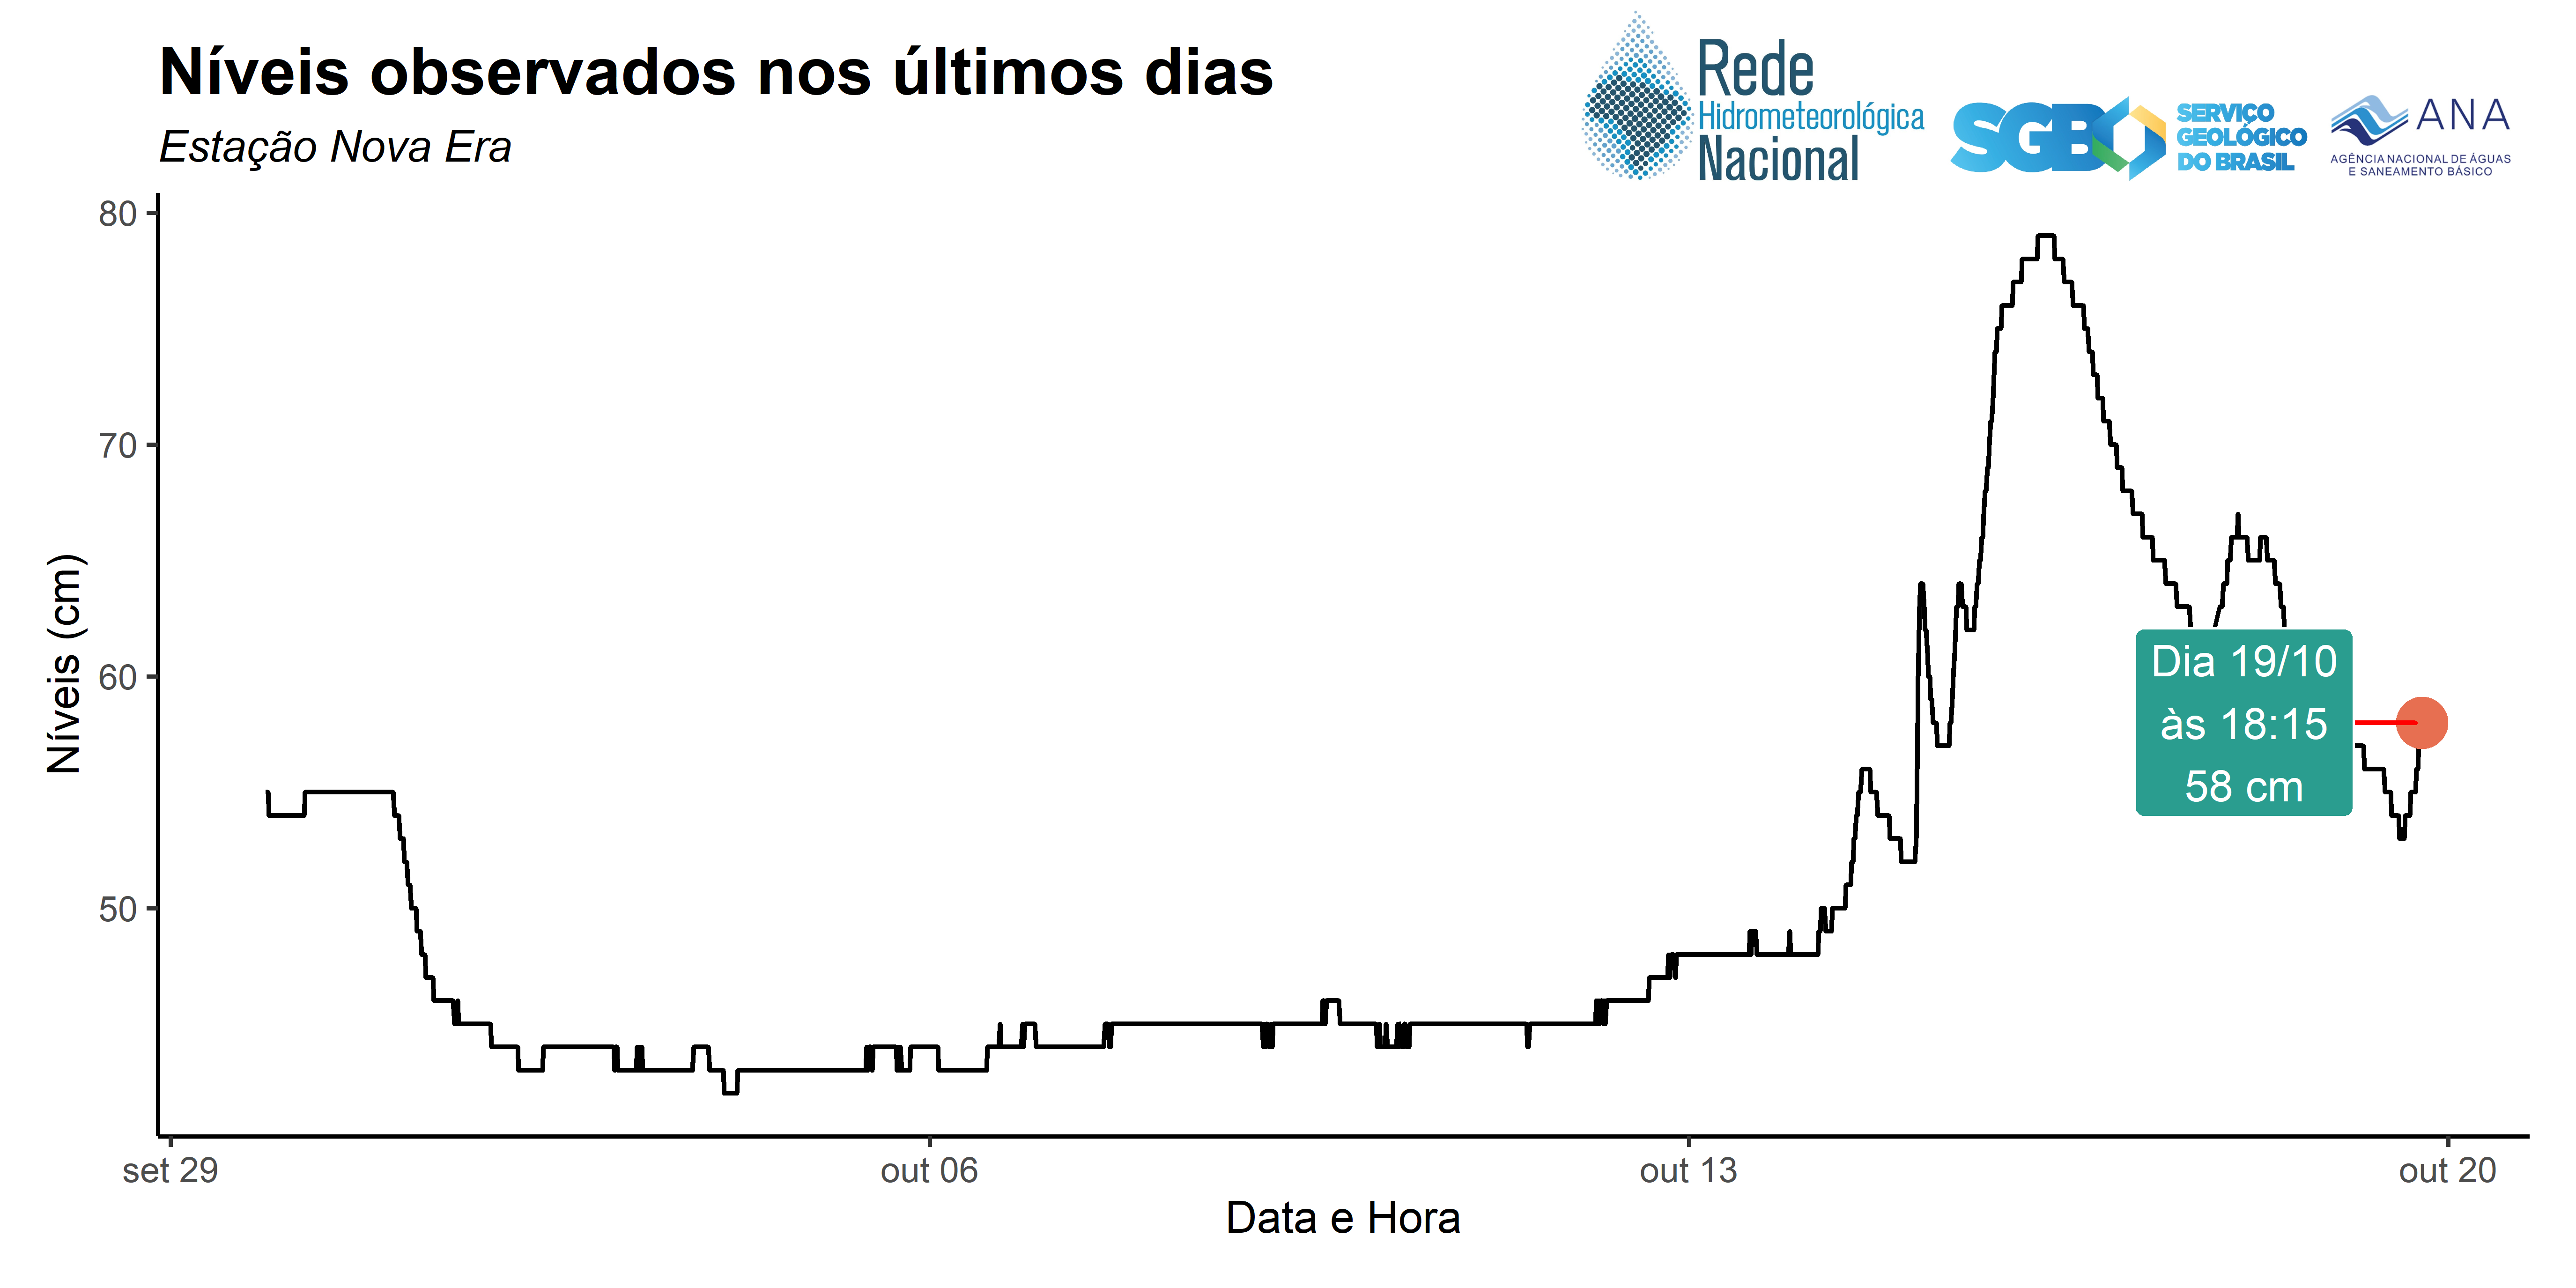 Níveis observados nos últimos dias
Estação Nova Era
Rede
Hidrometeorológica
Nacional
SGB
SERVIÇO
GEOLÓGICO
DO BRASIL
ANA
AGÊNCIA NACIONAL DE ÁGUAS
E SANEAMENTO BÁSICO
Níveis (cm)
80
70
60
50
Dia 19/10
às 18:15
58 cm
set 29
out 06
out 13
out 20
Data e Hora